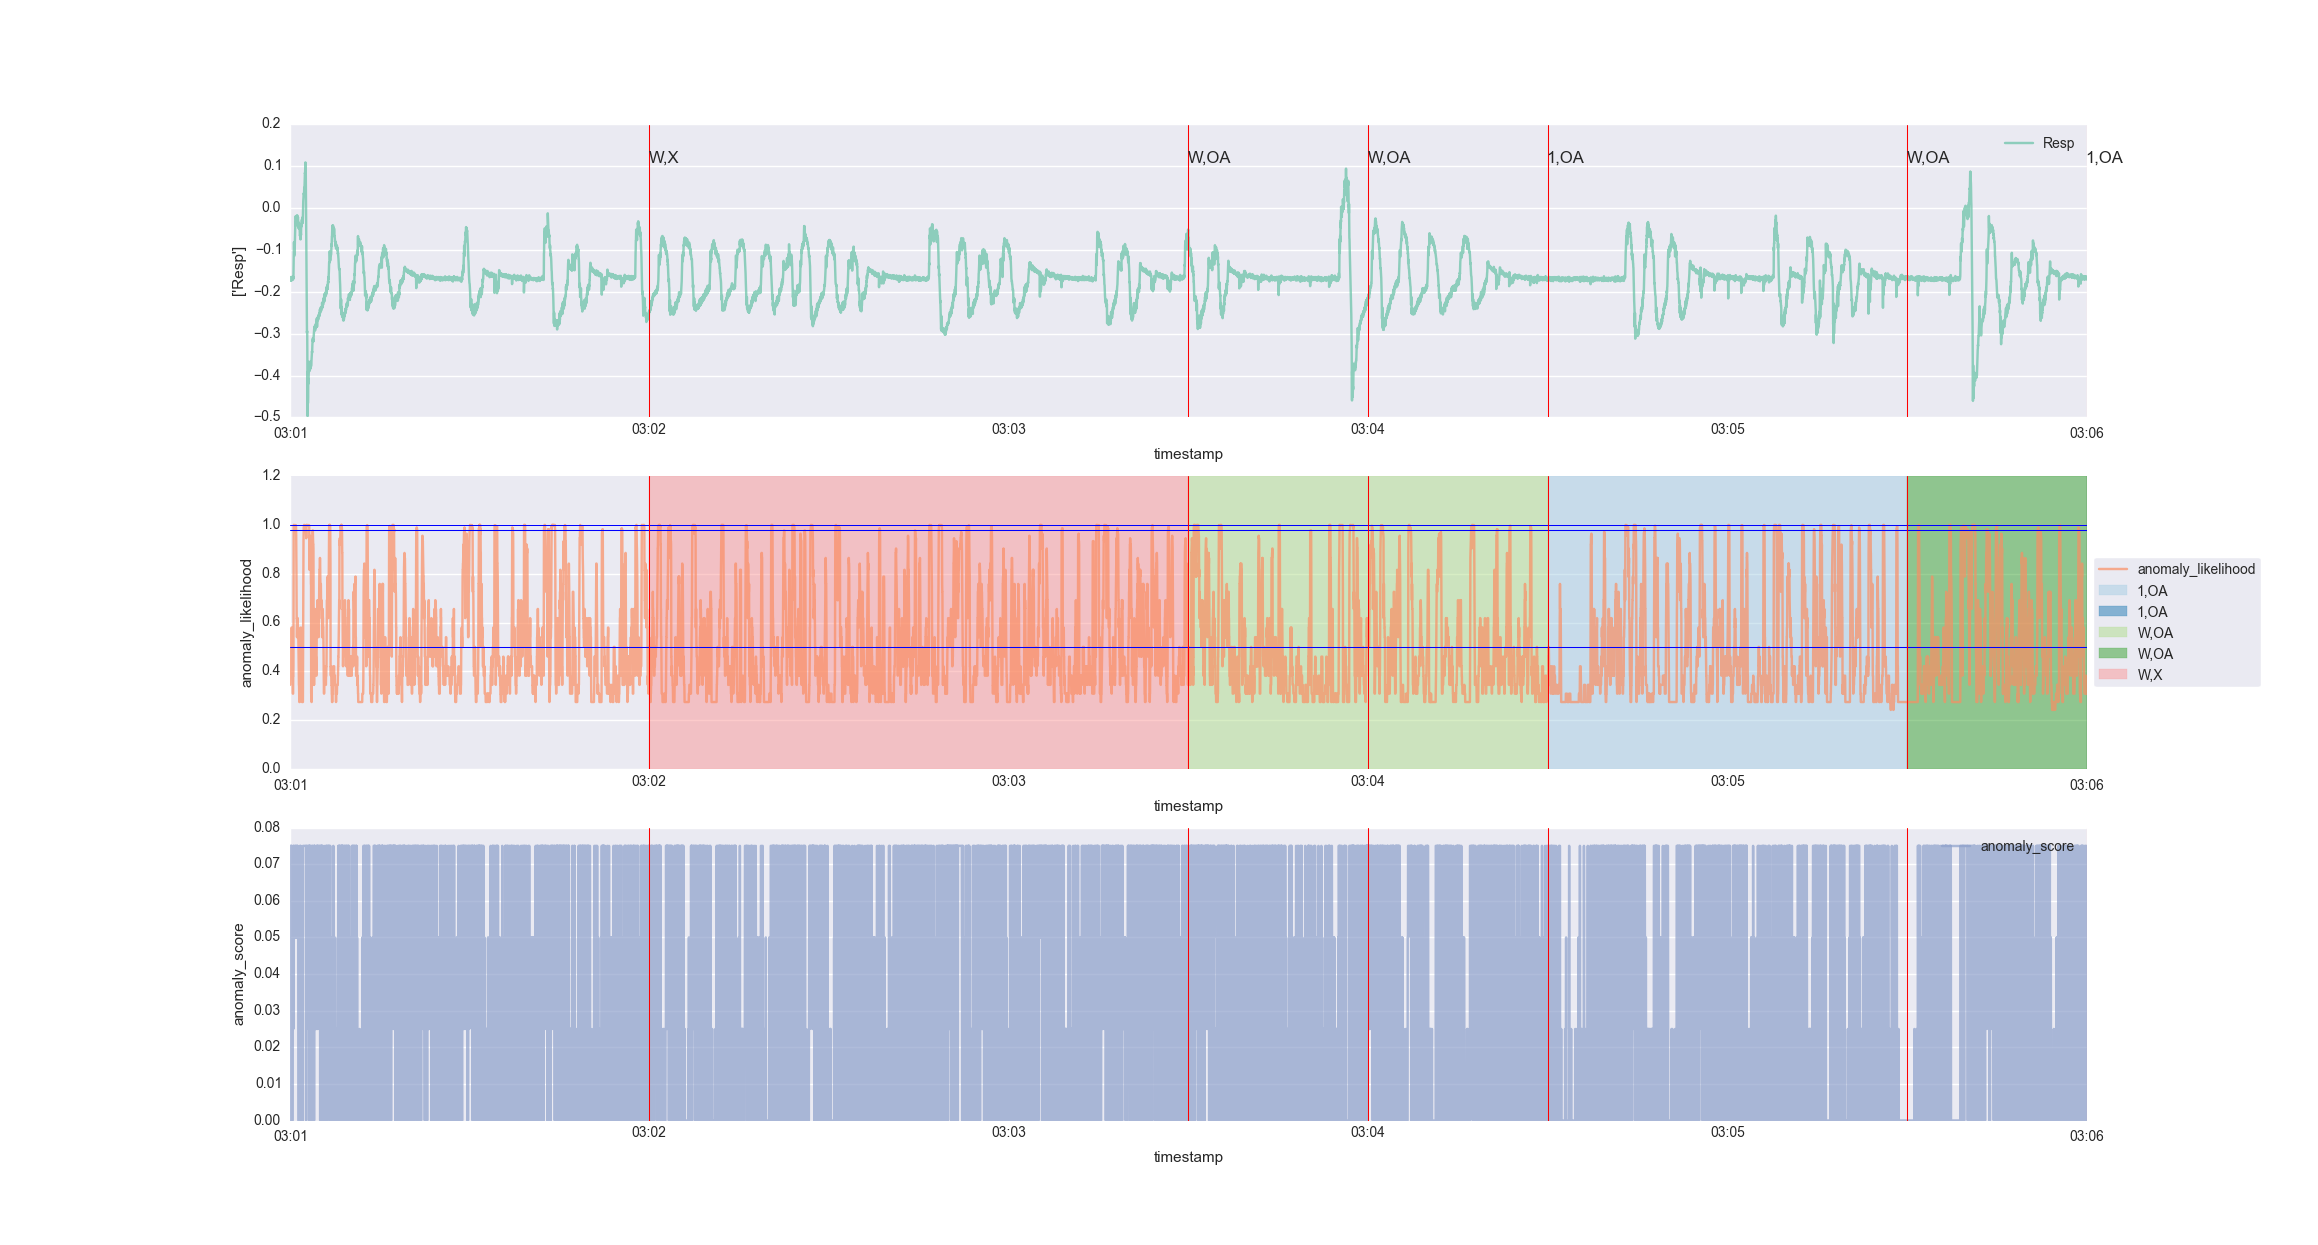 0.2
0.1
0.0
−0.1
−0.2
−0.3
−0.4
−0.5
['Resp']
W,X
W,OA
W,OA
1,OA
W,OA
1,OA
Resp
03:01
03:02
03:03
03:04
03:05
03:06
timestamp
1.2
1.0
0.8
0.6
0.4
0.2
0.0
anomaly_likelihood
anomaly_likelihood
1,OA
1,OA
W,OA
W,OA
W,X
03:01
03:02
03:03
03:04
03:05
03:06
timestamp
0.08
0.07
0.06
0.05
0.04
0.03
0.02
0.01
0.00
anomaly_score
anomaly_score
03:01
03:02
03:03
03:04
03:05
03:06
timestamp